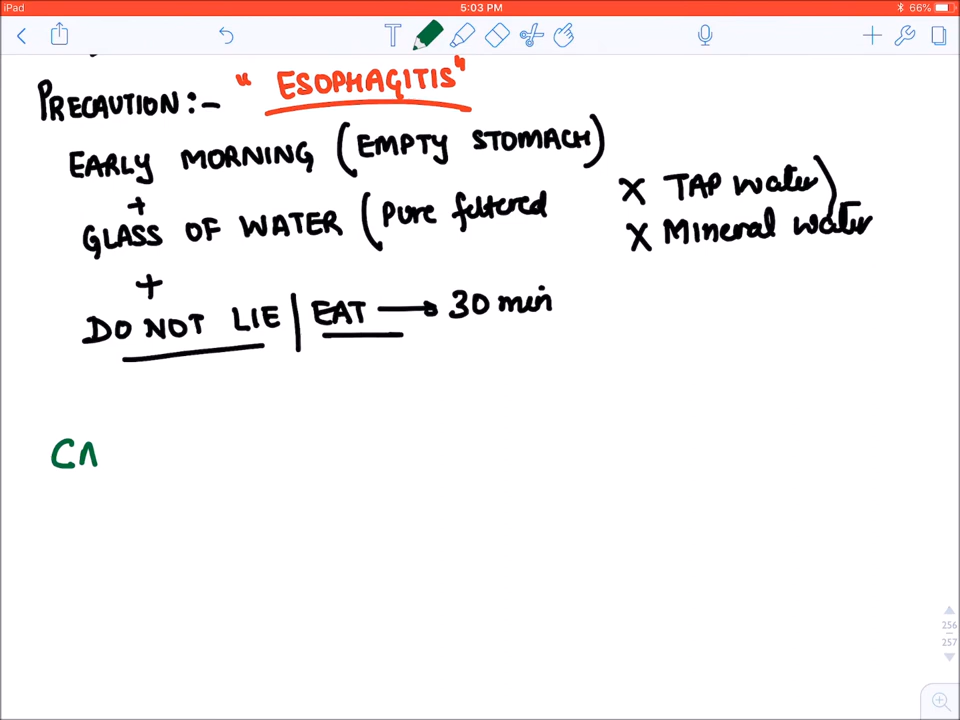 iPad 5:03 PM 66%
T
PRECAUTION :- " ESOPHAGITIS"
EARLY MORNING (EMPTY STOMACH)
+
GLASS OF WATER (Pure feltered
X TAP water)
X Mineral water
+
DO NOT LIE | EAT → 30 min
CA
256
257